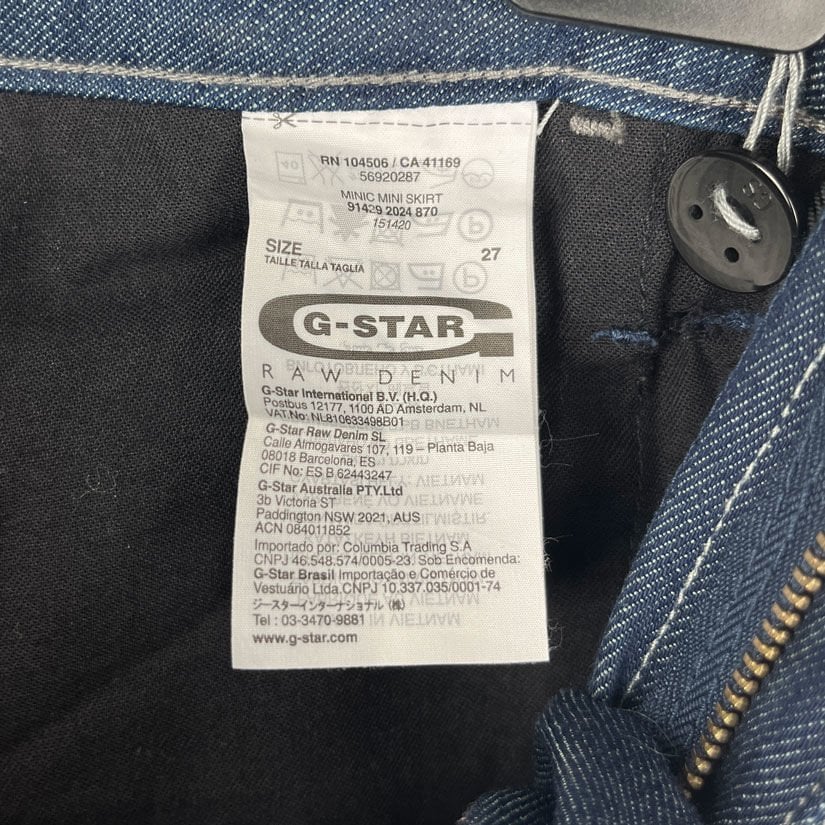 RN 104506 / CA 41169
56920287
MINIC MINI SKIRT
91429 2024 870
151420
SIZE 27
TAILLE TALLA TAGLIA
G-STAR
RAW DENIM
G-Star International B.V. (H.Q.)
Postbus 12177, 1100 AD Amsterdam, NL
VAT.No: NL810633498B01
G-Star Raw Denim SL
Calle Almogavares 107, 119 – Planta Baja
08018 Barcelona, ES
CIF No: ES B 62443247
G-Star Australia PTY.Ltd
3b Victoria ST
Paddington NSW 2021, AUS
ACN 084011852
Importado por: Columbia Trading S.A
CNPJ 46.548.574/0005-23. Sob Encomenda:
G-Star Brasil Importação e Comércio de
Vestuário Ltda.CNPJ 10.337.035/0001-74
ジースターインターナショナル (株)
Tel : 03-3470-9881
www.g-star.com